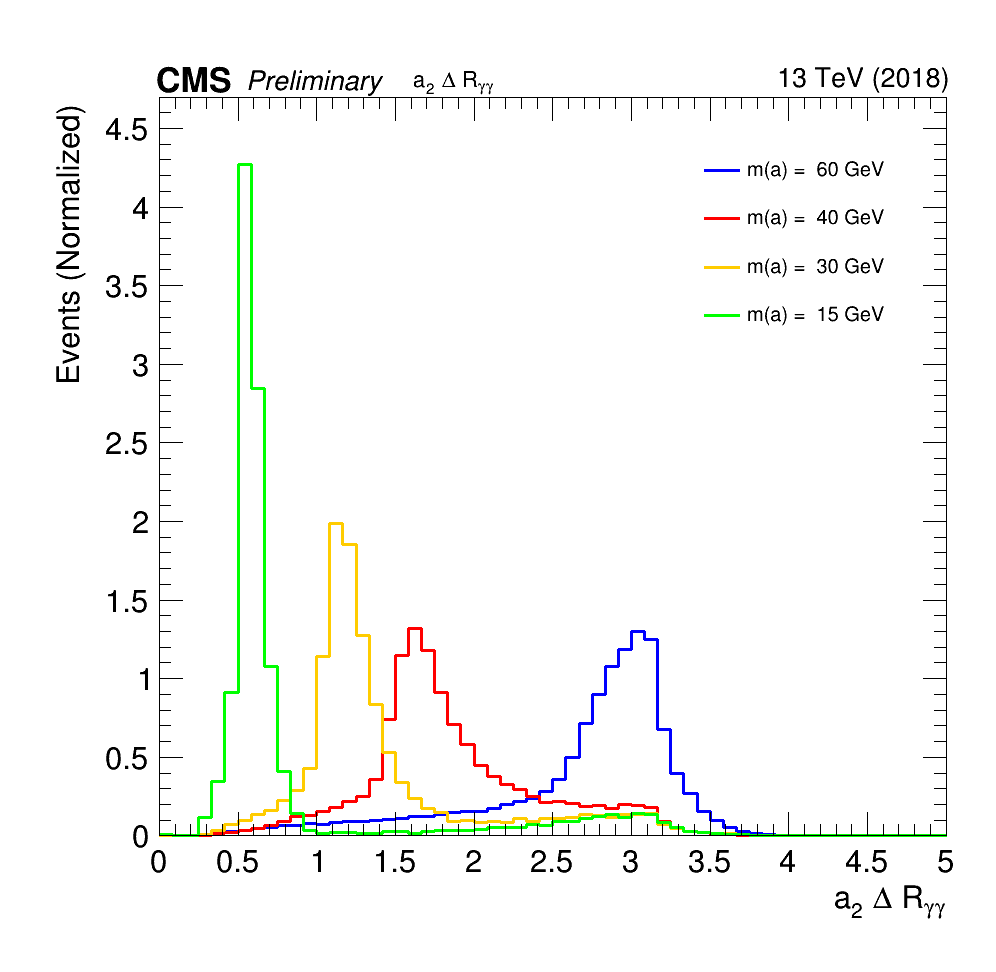 CMS Preliminary a₂ Δ Rγγ 13 TeV (2018)
Events (Normalized)
4.5
4
3.5
3
2.5
2
1.5
1
0.5
0
m(a) = 60 GeV
m(a) = 40 GeV
m(a) = 30 GeV
m(a) = 15 GeV
0 0.5 1 1.5 2 2.5 3 3.5 4 4.5 5
a₂ Δ Rγγ